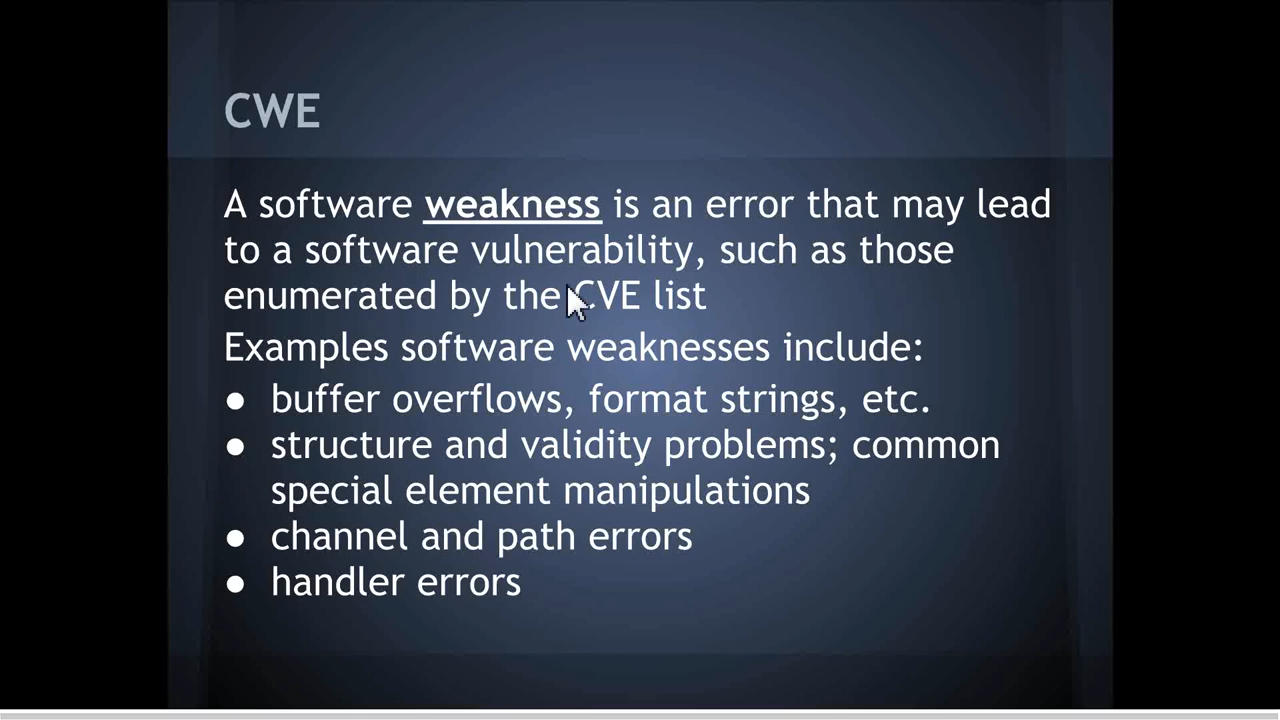 CWE
A software weakness is an error that may lead
to a software vulnerability, such as those
enumerated by the CVE list
Examples software weaknesses include:
● buffer overflows, format strings, etc.
● structure and validity problems; common
special element manipulations
● channel and path errors
● handler errors